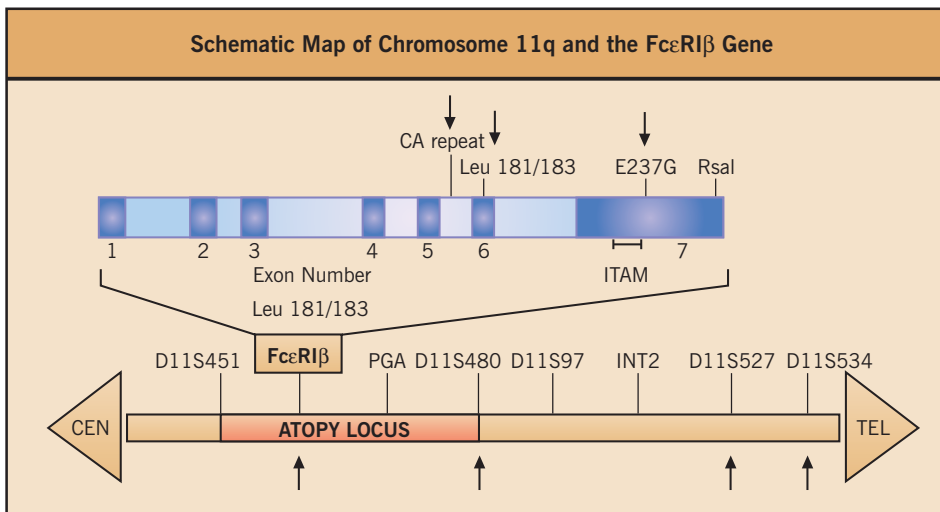 Schematic Map of Chromosome 11q and the FcεRIβ Gene
CA repeat
Leu 181/183 E237G RsaI
1 2 3 4 5 6 7
Exon Number ITAM
Leu 181/183
D11S451 FcεRIβ PGA D11S480 D11S97 INT2 D11S527 D11S534
CEN ATOPY LOCUS TEL